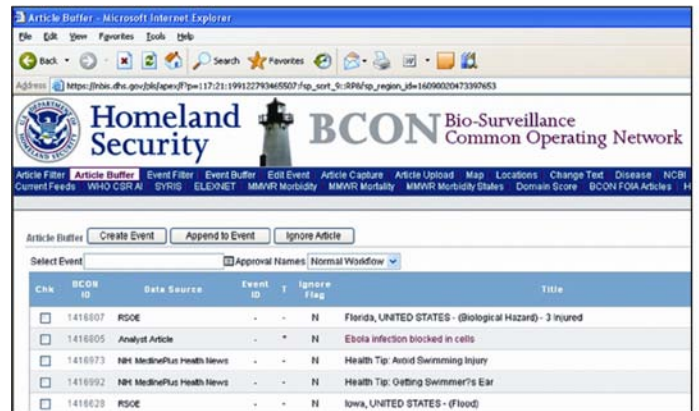 Article Buffer - Microsoft Internet Explorer
File Edit View Favorites Tools Help
Back Search Favorites
Address https://nbis.dhs.gov/pls/apex/f?p=117:21:199122793465507:fsp_sort_9::RP&fsp_region_id=16090020473397653
Homeland Security
BCON Bio-Surveillance Common Operating Network
Article Filter Article Buffer Event Filter Event Buffer Edit Event Article Capture Article Upload Map Locations Change Text Disease NCBI
Current Feeds WHO CSR AI SYRIS ELEXNET MMWR Morbidity MMWR Mortality MMWR Morbidity States Domain Score BCON FOIA Articles H
Article Buffer Create Event Append to Event Ignore Article
Select Event Approval Names Normal Workflow
Chk BCON ID Data Source Event ID T Ignore Flag Title
1416807 RSOE - - N Florida, UNITED STATES - (Biological Hazard) - 3 injured
1416805 Analyst Article - * N Ebola infection blocked in cells
1416973 NIH MedlinePlus Health News - - N Health Tip: Avoid Swimming Injury
1416992 NIH MedlinePlus Health News - - N Health Tip: Getting Swimmer?s Ear
1416628 RSOE - - N Iowa, UNITED STATES - (Flood)